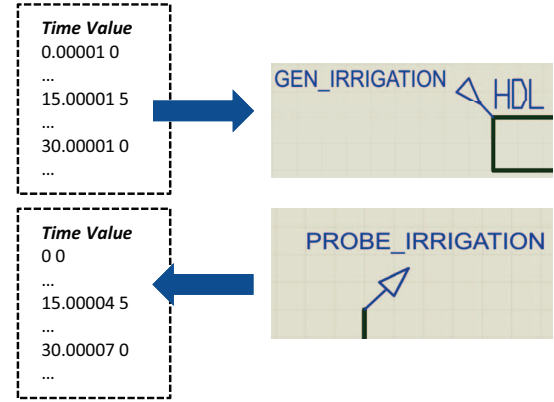 Time Value
0.00001 0
...
15.00001 5
...
30.00001 0
...
GEN_IRRIGATION
HDL
Time Value
0 0
...
15.00004 5
...
30.00007 0
...
PROBE_IRRIGATION